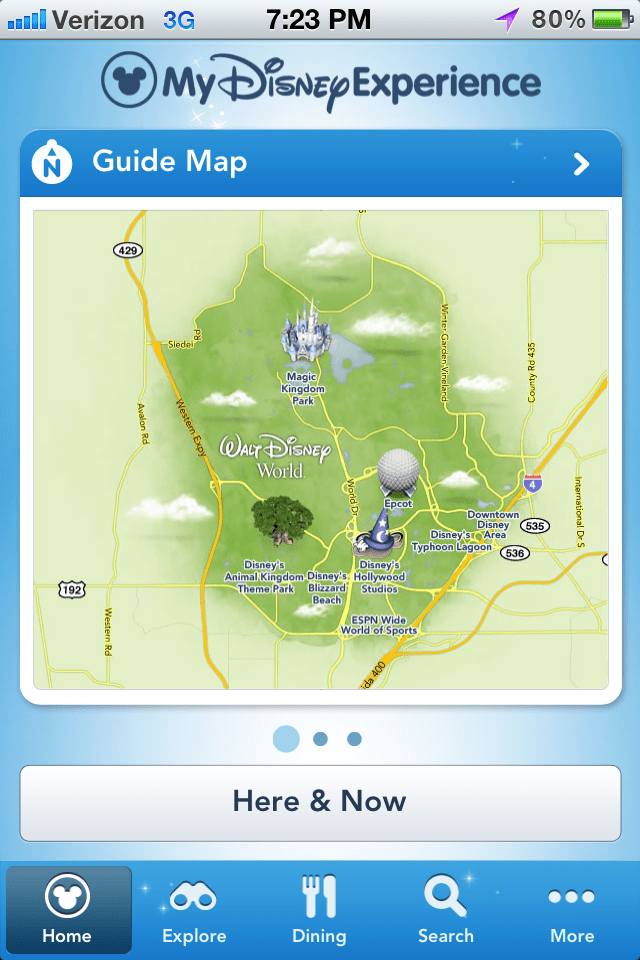 Verizon 3G 7:23 PM 80%
My Disney Experience
N Guide Map
429
Siedel Rd
Winter Garden Vineland
County Rd 435
Magic
Kingdom
Park
Avalon Rd
Western Expy
WALT DISNEY
World
World Dr
4
Epcot
International Dr S
Downtown
Disney
Area
535
Disney's
Typhoon Lagoon
536
Disney's
Animal Kingdom
Theme Park
Disney's
Blizzard
Beach
Disney's
Hollywood
Studios
192
Western Rd
ESPN Wide
World of Sports
ida 400
Here & Now
Home Explore Dining Search More